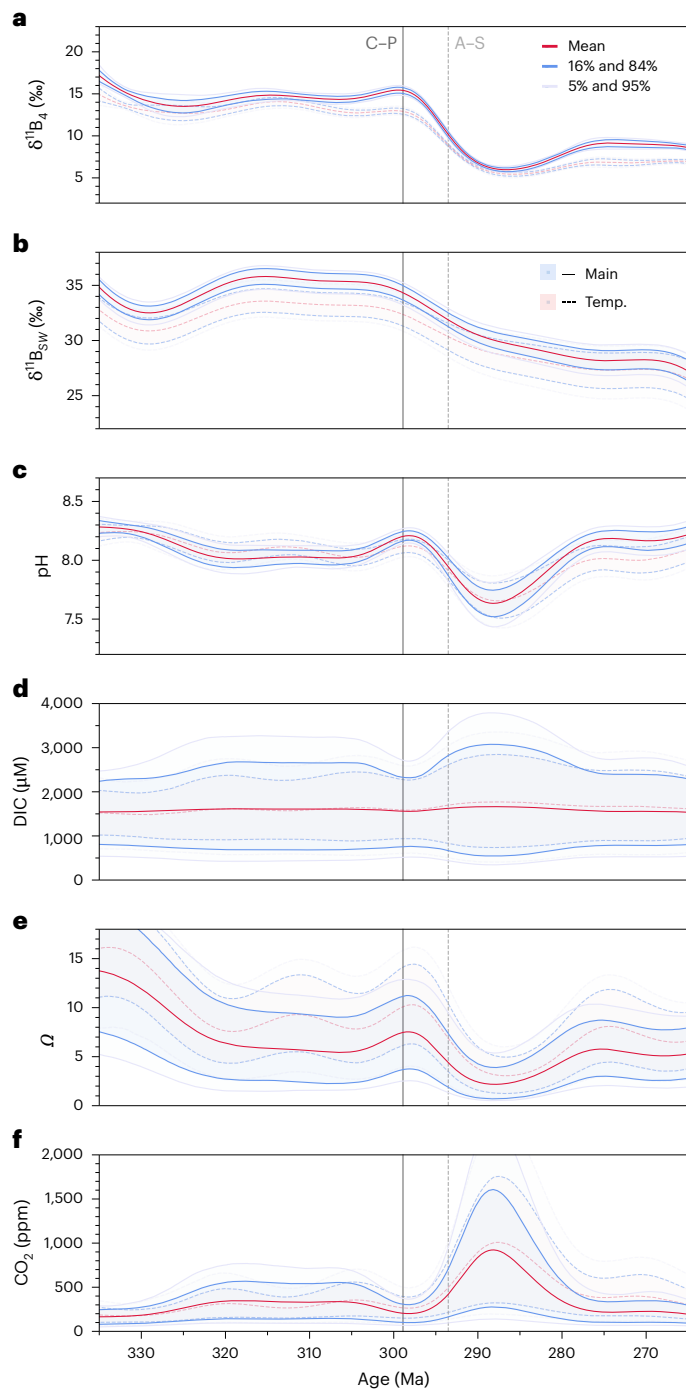 a
C–P
A–S
20
15
10
5
δ¹¹B₄ (‰)
Mean
16% and 84%
5% and 95%
b
35
30
25
δ¹¹B_SW (‰)
Main
Temp.
c
8.5
8.0
7.5
pH
d
4,000
3,000
2,000
1,000
0
DIC (µM)
e
15
10
5
0
Ω
f
2,000
1,500
1,000
500
0
CO₂ (ppm)
330
320
310
300
290
280
270
Age (Ma)